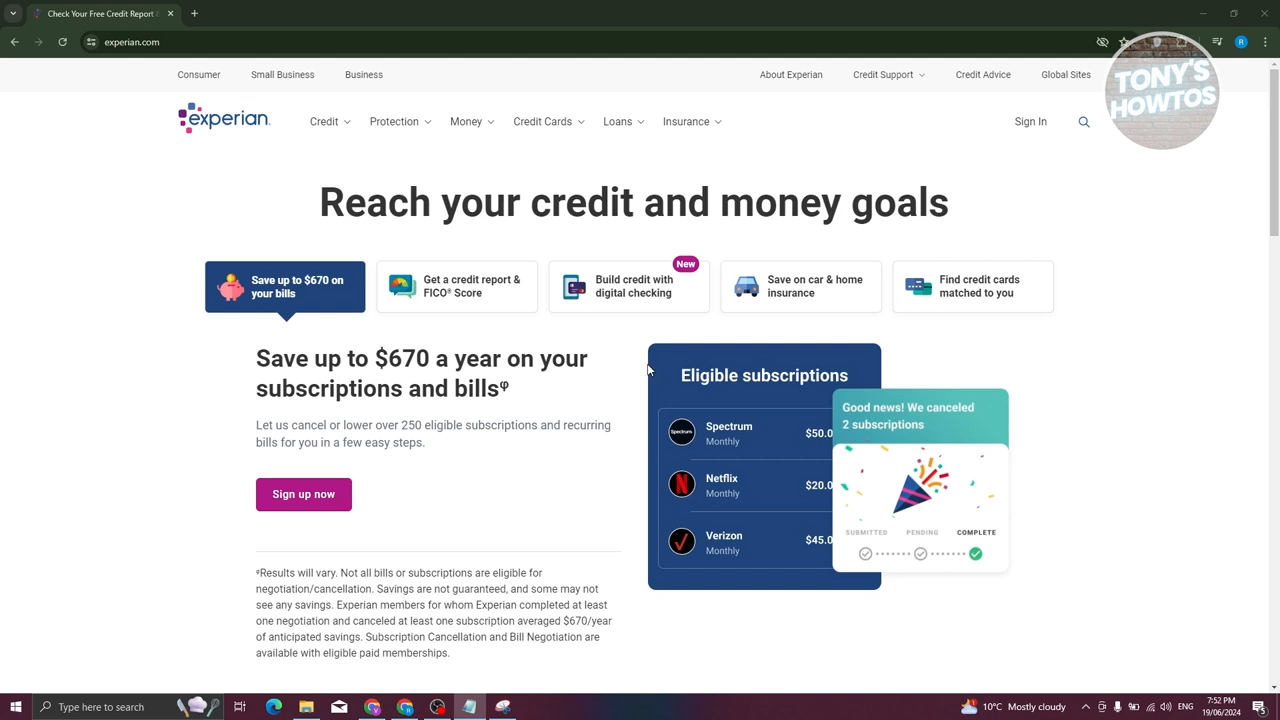 Check Your Free Credit Report &
experian.com
Consumer
Small Business
Business
About Experian
Credit Support
Credit Advice
Global Sites
TONY'S
HOWTOS
experian.
Credit
Protection
Money
Credit Cards
Loans
Insurance
Sign In
Reach your credit and money goals
Save up to $670 on
your bills
Get a credit report &
FICO® Score
New
Build credit with
digital checking
Save on car & home
insurance
Find credit cards
matched to you
Save up to $670 a year on your
subscriptions and billsᵠ
Let us cancel or lower over 250 eligible subscriptions and recurring
bills for you in a few easy steps.
Sign up now
ᵠResults will vary. Not all bills or subscriptions are eligible for
negotiation/cancellation. Savings are not guaranteed, and some may not
see any savings. Experian members for whom Experian completed at least
one negotiation and canceled at least one subscription averaged $670/year
of anticipated savings. Subscription Cancellation and Bill Negotiation are
available with eligible paid memberships.
Eligible subscriptions
Spectrum
Spectrum
Monthly
$50.0
Netflix
Monthly
$20.0
Verizon
Monthly
$45.0
Good news! We canceled
2 subscriptions
SUBMITTED
PENDING
COMPLETE
Type here to search
10°C Mostly cloudy
ENG
7:52 PM
19/06/2024